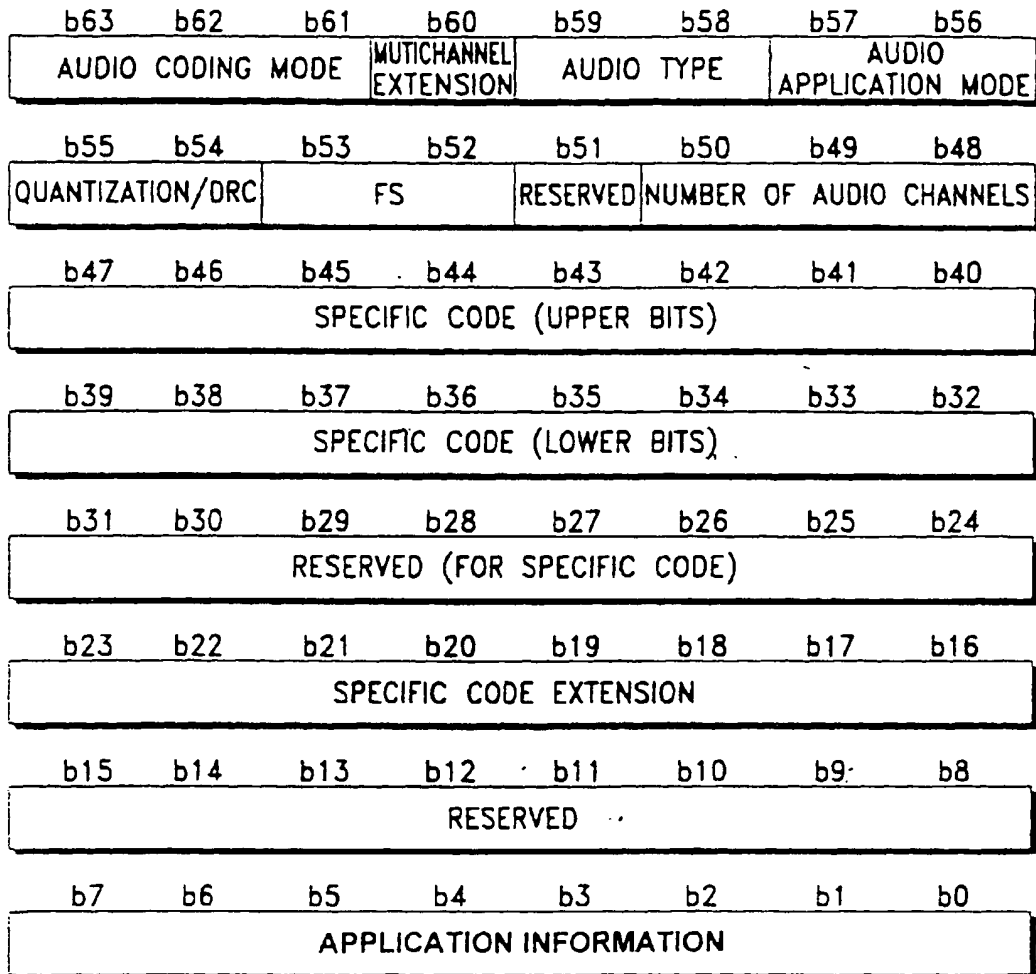 b63 b62 b61 b60 b59 b58 b57 b56
AUDIO CODING MODE
MUTICHANNEL
EXTENSION
AUDIO TYPE
AUDIO
APPLICATION MODE
b55 b54 b53 b52 b51 b50 b49 b48
QUANTIZATION/DRC FS RESERVED NUMBER OF AUDIO CHANNELS
b47 b46 b45 b44 b43 b42 b41 b40
SPECIFIC CODE (UPPER BITS)
b39 b38 b37 b36 b35 b34 b33 b32
SPECIFIC CODE (LOWER BITS)
b31 b30 b29 b28 b27 b26 b25 b24
RESERVED (FOR SPECIFIC CODE)
b23 b22 b21 b20 b19 b18 b17 b16
SPECIFIC CODE EXTENSION
b15 b14 b13 b12 b11 b10 b9 b8
RESERVED
b7 b6 b5 b4 b3 b2 b1 b0
APPLICATION INFORMATION